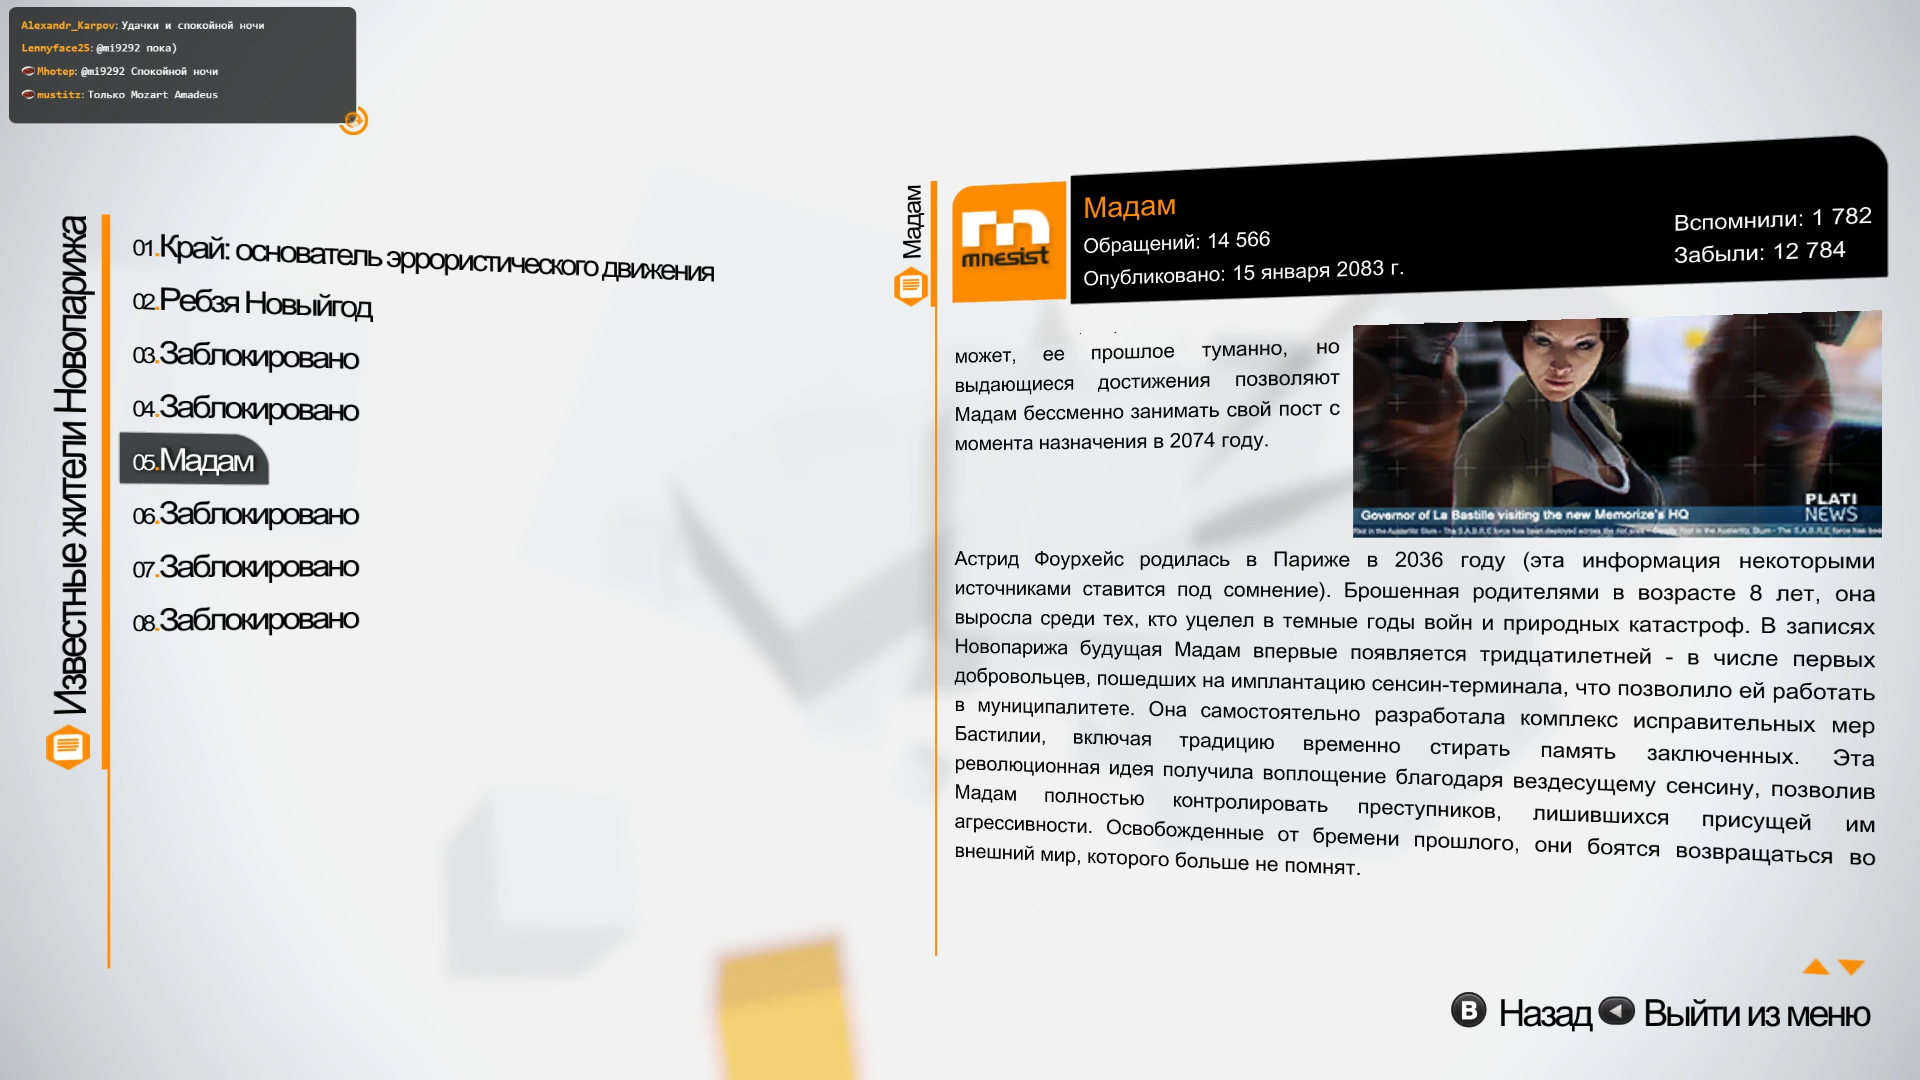 Alexandr_Karpov: Удачки и спокойной ночи
Lennyface25: @mi9292 пока)
Mhotep: @mi9292 Спокойной ночи
mustitz: Только Mozart Amadeus
Известные жители Новопарижа
01.Край: основатель эррористического движения
02.Ребзя Новыйгод
03.Заблокировано
04.Заблокировано
05.Мадам
06.Заблокировано
07.Заблокировано
08.Заблокировано
Мадам
mnesist
Мадам
Обращений: 14 566
Опубликовано: 15 января 2083 г.
Вспомнили: 1 782
Забыли: 12 784
может, ее прошлое туманно, но
выдающиеся достижения позволяют
Мадам бессменно занимать свой пост с
момента назначения в 2074 году.
PLATI
NEWS
Governor of La Bastille visiting the new Memorize's HQ
Астрид Фоурхейс родилась в Париже в 2036 году (эта информация некоторыми
источниками ставится под сомнение). Брошенная родителями в возрасте 8 лет, она
выросла среди тех, кто уцелел в темные годы войн и природных катастроф. В записях
Новопарижа будущая Мадам впервые появляется тридцатилетней - в числе первых
добровольцев, пошедших на имплантацию сенсин-терминала, что позволило ей работать
в муниципалитете. Она самостоятельно разработала комплекс исправительных мер
Бастилии, включая традицию временно стирать память заключенных. Эта
революционная идея получила воплощение благодаря вездесущему сенсину, позволив
Мадам полностью контролировать преступников, лишившихся присущей им
агрессивности. Освобожденные от бремени прошлого, они боятся возвращаться во
внешний мир, которого больше не помнят.
B Назад Выйти из меню